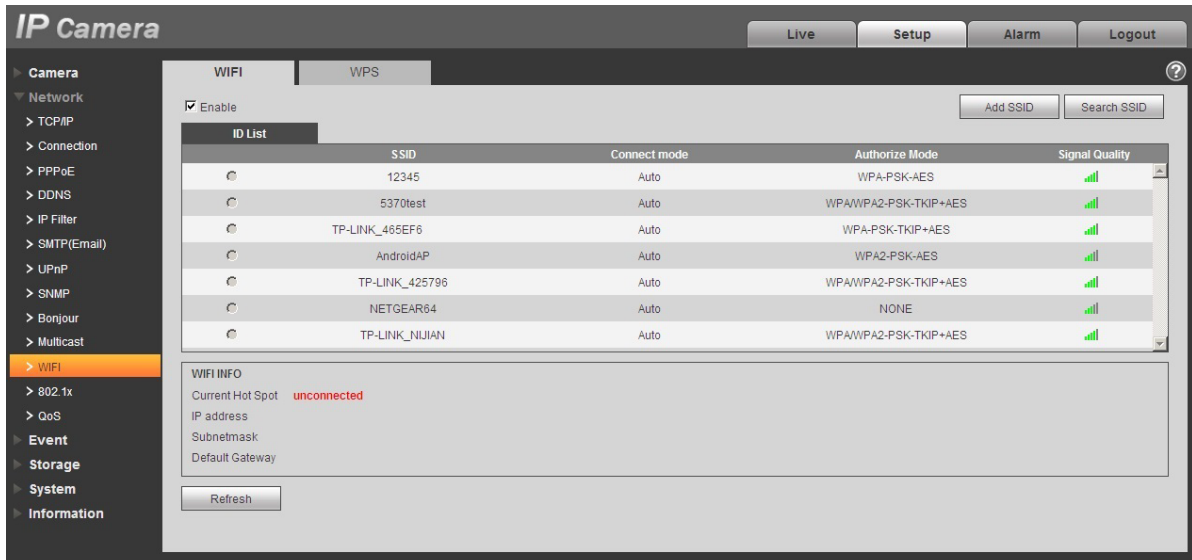 IP Camera
Live Setup Alarm Logout
Camera
Network
> TCP/IP
> Connection
> PPPoE
> DDNS
> IP Filter
> SMTP(Email)
> UPnP
> SNMP
> Bonjour
> Multicast
> WIFI
> 802.1x
> QoS
Event
Storage
System
Information
WIFI WPS
?
Enable Add SSID Search SSID
ID List
SSID Connect mode Authorize Mode Signal Quality
12345 Auto WPA-PSK-AES
5370test Auto WPA/WPA2-PSK-TKIP+AES
TP-LINK_465EF6 Auto WPA-PSK-TKIP+AES
AndroidAP Auto WPA2-PSK-AES
TP-LINK_425796 Auto WPA/WPA2-PSK-TKIP+AES
NETGEAR64 Auto NONE
TP-LINK_NIJIAN Auto WPA/WPA2-PSK-TKIP+AES
WIFI INFO
Current Hot Spot unconnected
IP address
Subnetmask
Default Gateway
Refresh